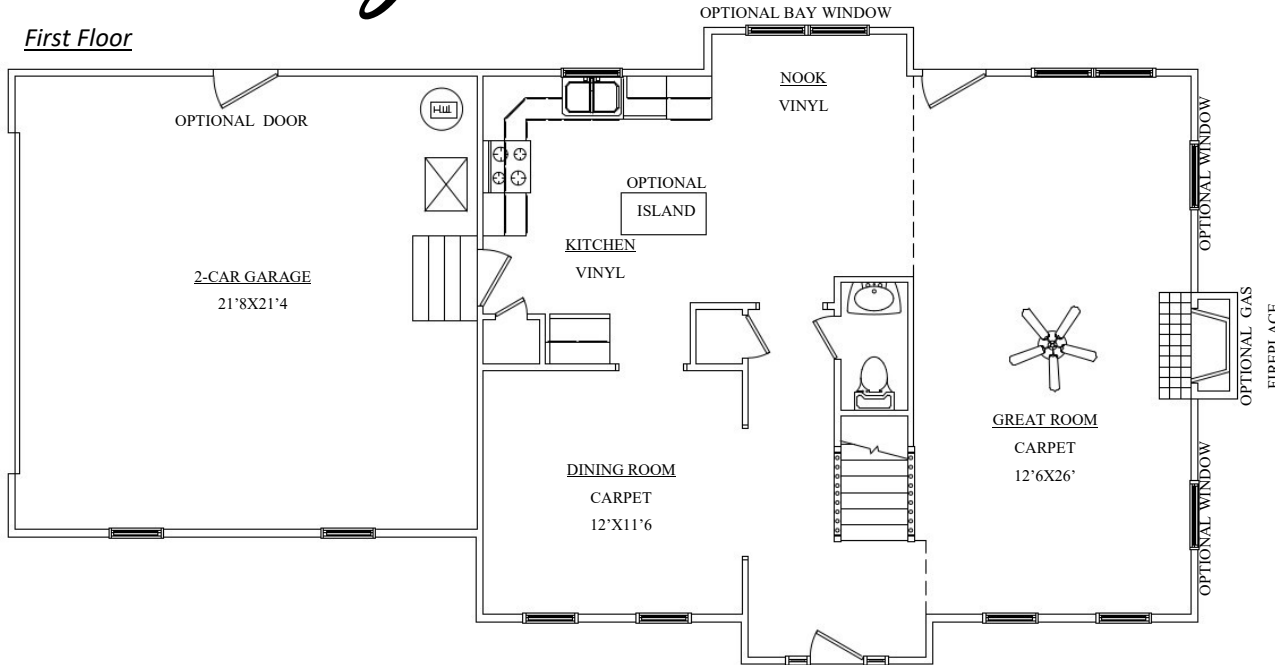 First Floor
OPTIONAL BAY WINDOW
NOOK
VINYL
OPTIONAL DOOR
H.W.
OPTIONAL
ISLAND
KITCHEN
VINYL
2-CAR GARAGE
21'8X21'4
DINING ROOM
CARPET
12'X11'6
GREAT ROOM
CARPET
12'6X26'
OPTIONAL WINDOW
OPTIONAL GAS
FIREPLACE
OPTIONAL WINDOW